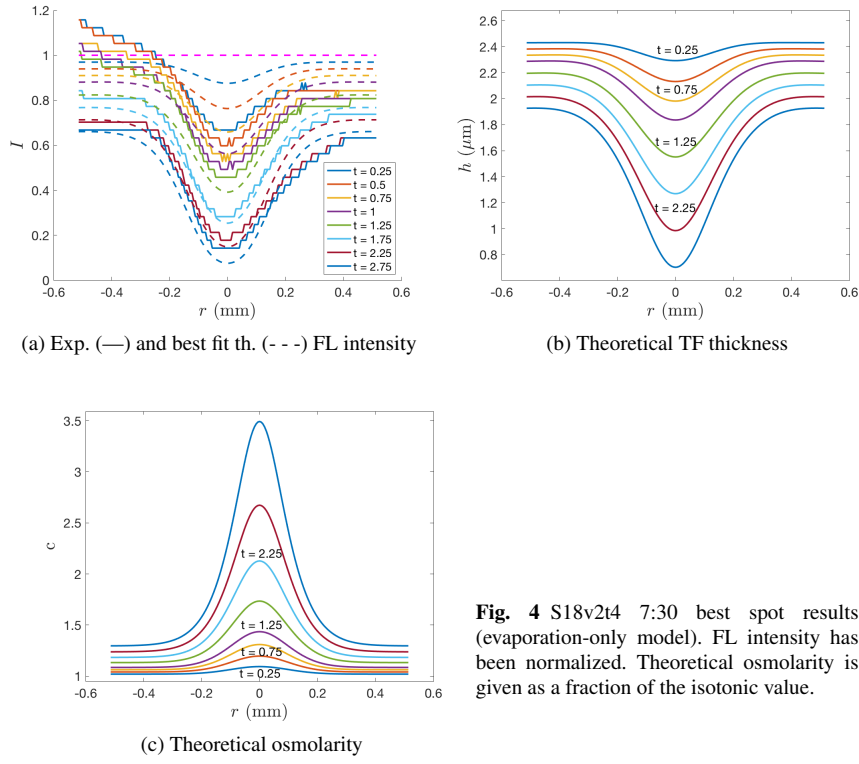 1.2
1
0.8
0.6
0.4
0.2
0
I
-0.6 -0.4 -0.2 0 0.2 0.4 0.6
r (mm)
t = 0.25
t = 0.5
t = 0.75
t = 1
t = 1.25
t = 1.75
t = 2.25
t = 2.75
(a) Exp. (—) and best fit th. (- - -) FL intensity
2.6
2.4
2.2
2
1.8
1.6
1.4
1.2
1
0.8
h (μm)
t = 0.25
t = 0.75
t = 1.25
t = 2.25
-0.6 -0.4 -0.2 0 0.2 0.4 0.6
r (mm)
(b) Theoretical TF thickness
3.5
3
2.5
2
1.5
1
c
t = 2.25
t = 1.25
t = 0.75
t = 0.25
-0.6 -0.4 -0.2 0 0.2 0.4 0.6
r (mm)
(c) Theoretical osmolarity
Fig. 4 S18v2t4 7:30 best spot results
(evaporation-only model). FL intensity has
been normalized. Theoretical osmolarity is
given as a fraction of the isotonic value.